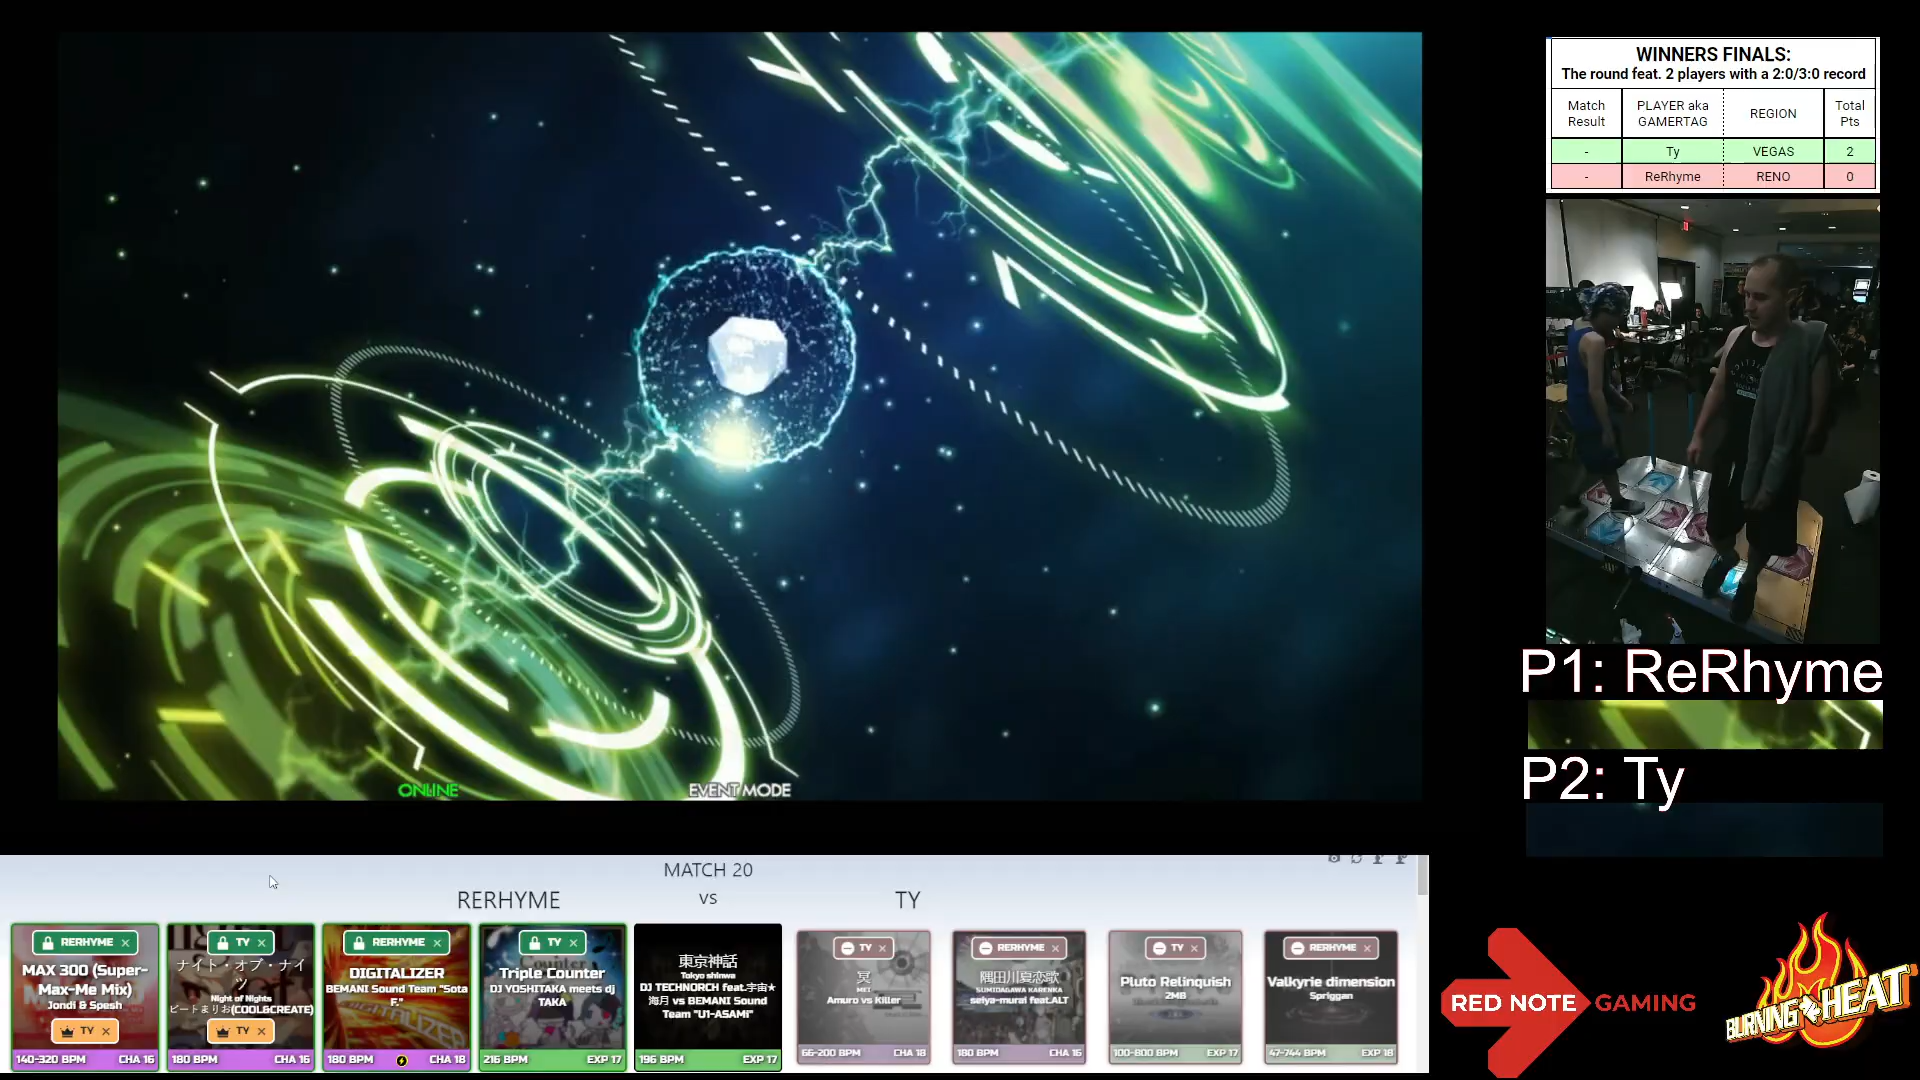 WINNERS FINALS:
The round feat. 2 players with a 2:0/3:0 record
Match Result PLAYER aka GAMERTAG REGION Total Pts
- Ty VEGAS 2
- ReRhyme RENO 0
P1: ReRhyme
P2: Ty
ONLINE
EVENT MODE
MATCH 20
RERHYME
VS
TY
RERHYME ×
MAX 300 (Super-
Max-Me Mix)
Jondi & Spesh
TY ×
140-320 BPM CHA 16
TY ×
ナイト・オブ・ナイ
ツ
Night of Nights
ビートまりお(COOL&CREATE)
TY ×
180 BPM CHA 16
RERHYME ×
DIGITALIZER
BEMANI Sound Team "Sota
F."
180 BPM CHA 18
TY ×
Triple Counter
DJ YOSHITAKA meets dj
TAKA
216 BPM EXP 17
東京神話
Tokyo shinwa
DJ TECHNORCH feat.宇宙★
海月 vs BEMANI Sound
Team "U1-ASAMi"
196 BPM EXP 17
TY ×
冥
MEI
Amuro vs Killer
66-200 BPM CHA 18
RERHYME ×
隅田川夏恋歌
SUMIDAGAWA KARENKA
seiya-murai feat.ALT
180 BPM CHA 16
TY ×
Pluto Relinquish
2MB
100-800 BPM EXP 17
RERHYME ×
Valkyrie dimension
Spriggan
47-744 BPM EXP 18
RED NOTE GAMING
BURNING HEAT